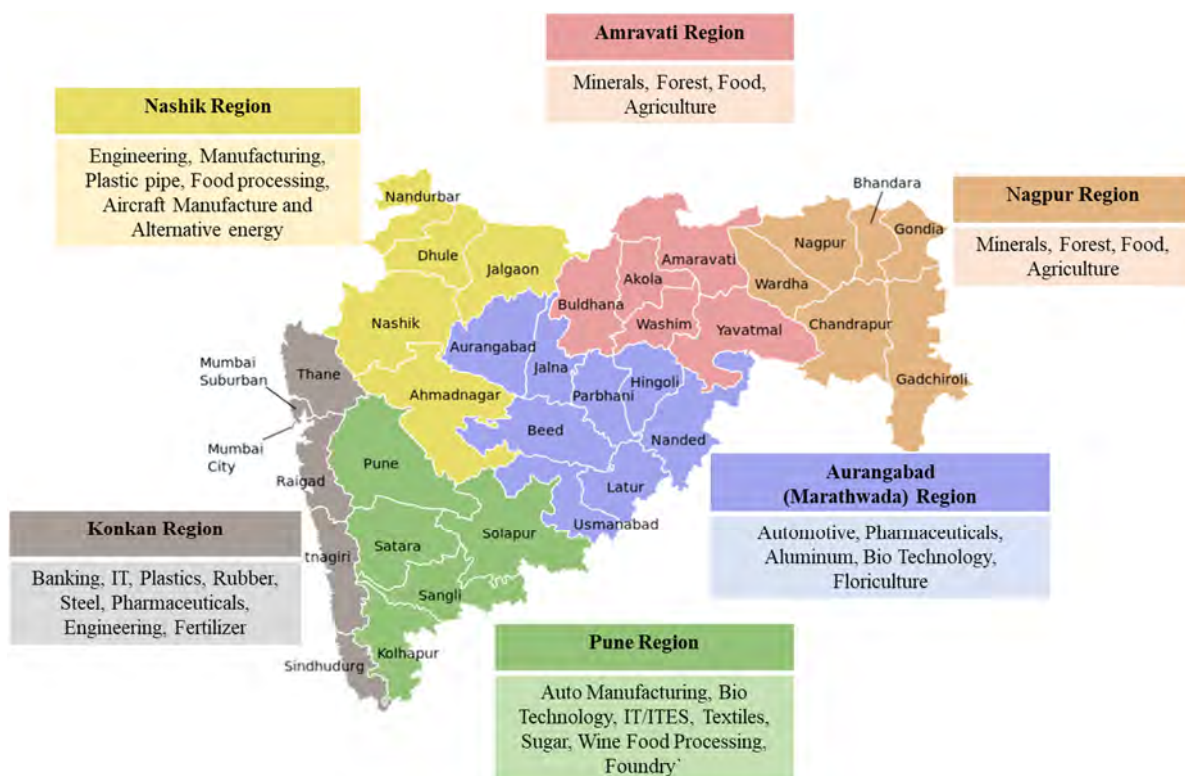 Amravati Region
Minerals, Forest, Food,
Agriculture
Nashik Region
Engineering, Manufacturing,
Plastic pipe, Food processing,
Aircraft Manufacture and
Alternative energy
Nagpur Region
Minerals, Forest, Food,
Agriculture
Bhandara
Nandurbar
Gondia
Nagpur
Dhule
Amaravati
Jalgaon
Akola
Wardha
Buldhana
Nashik
Washim
Yavatmal
Chandrapur
Aurangabad
Mumbai
Suburban
Thane
Jalna
Hingoli
Gadchiroli
Ahmadnagar
Parbhani
Beed
Nanded
Mumbai
City
Pune
Raigad
Latur
Aurangabad
(Marathwada) Region
Automotive, Pharmaceuticals,
Aluminum, Bio Technology,
Floriculture
Usmanabad
Solapur
Konkan Region
Banking, IT, Plastics, Rubber,
Steel, Pharmaceuticals,
Engineering, Fertilizer
Satara
tnagiri
Sangli
Kolhapur
Sindhudurg
Pune Region
Auto Manufacturing, Bio
Technology, IT/ITES, Textiles,
Sugar, Wine Food Processing,
Foundry`